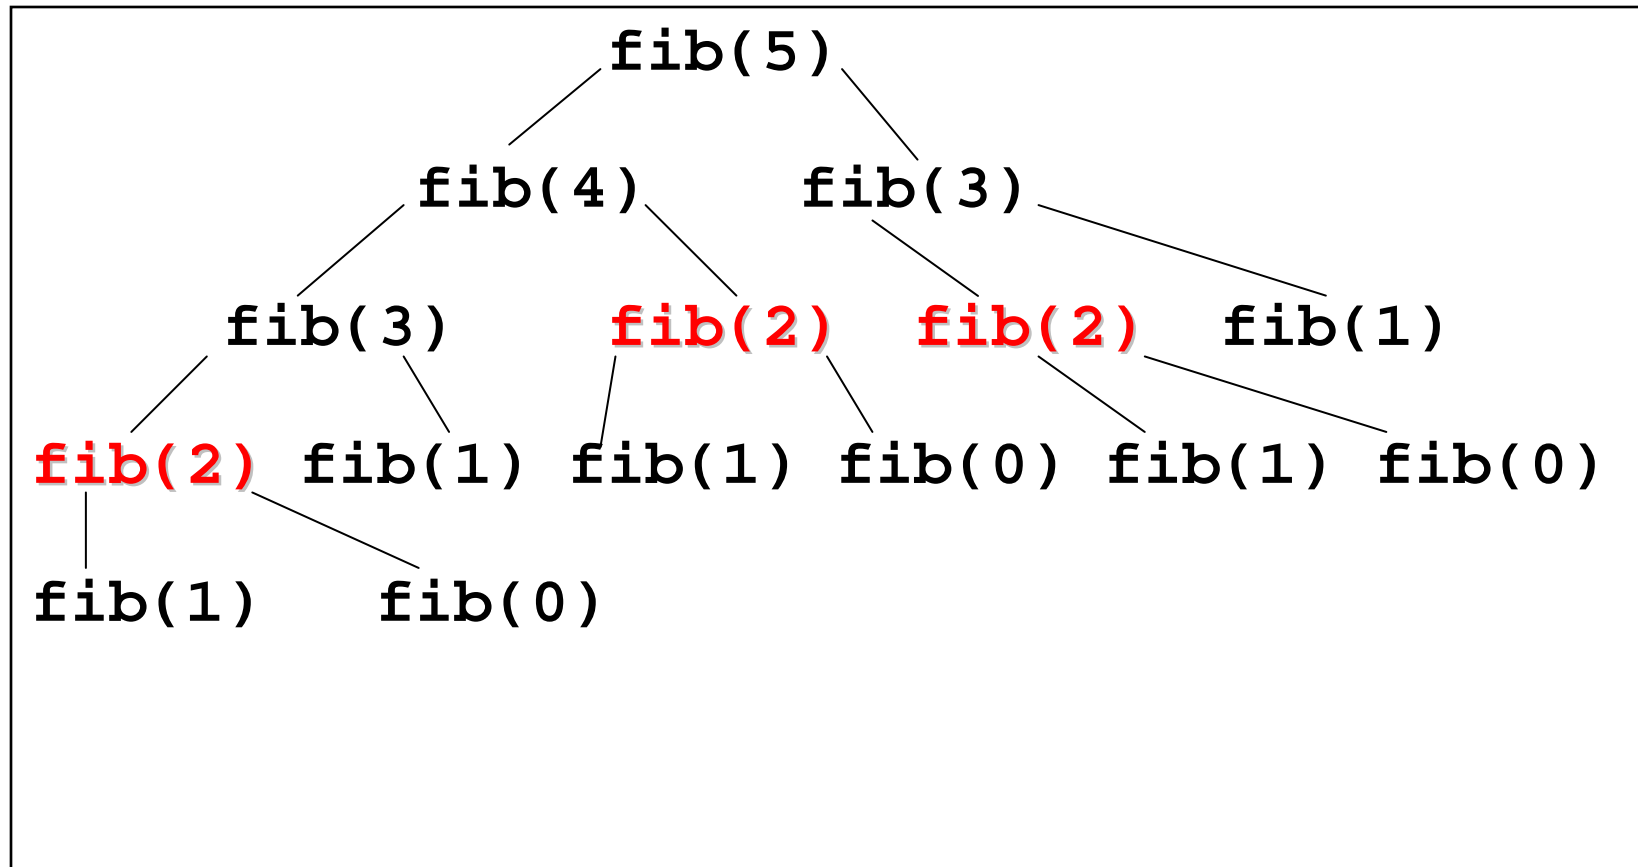 fib(5)
fib(4) fib(3)
fib(3) fib(2) fib(2) fib(1)
fib(2) fib(1) fib(1) fib(0) fib(1) fib(0)
fib(1) fib(0)